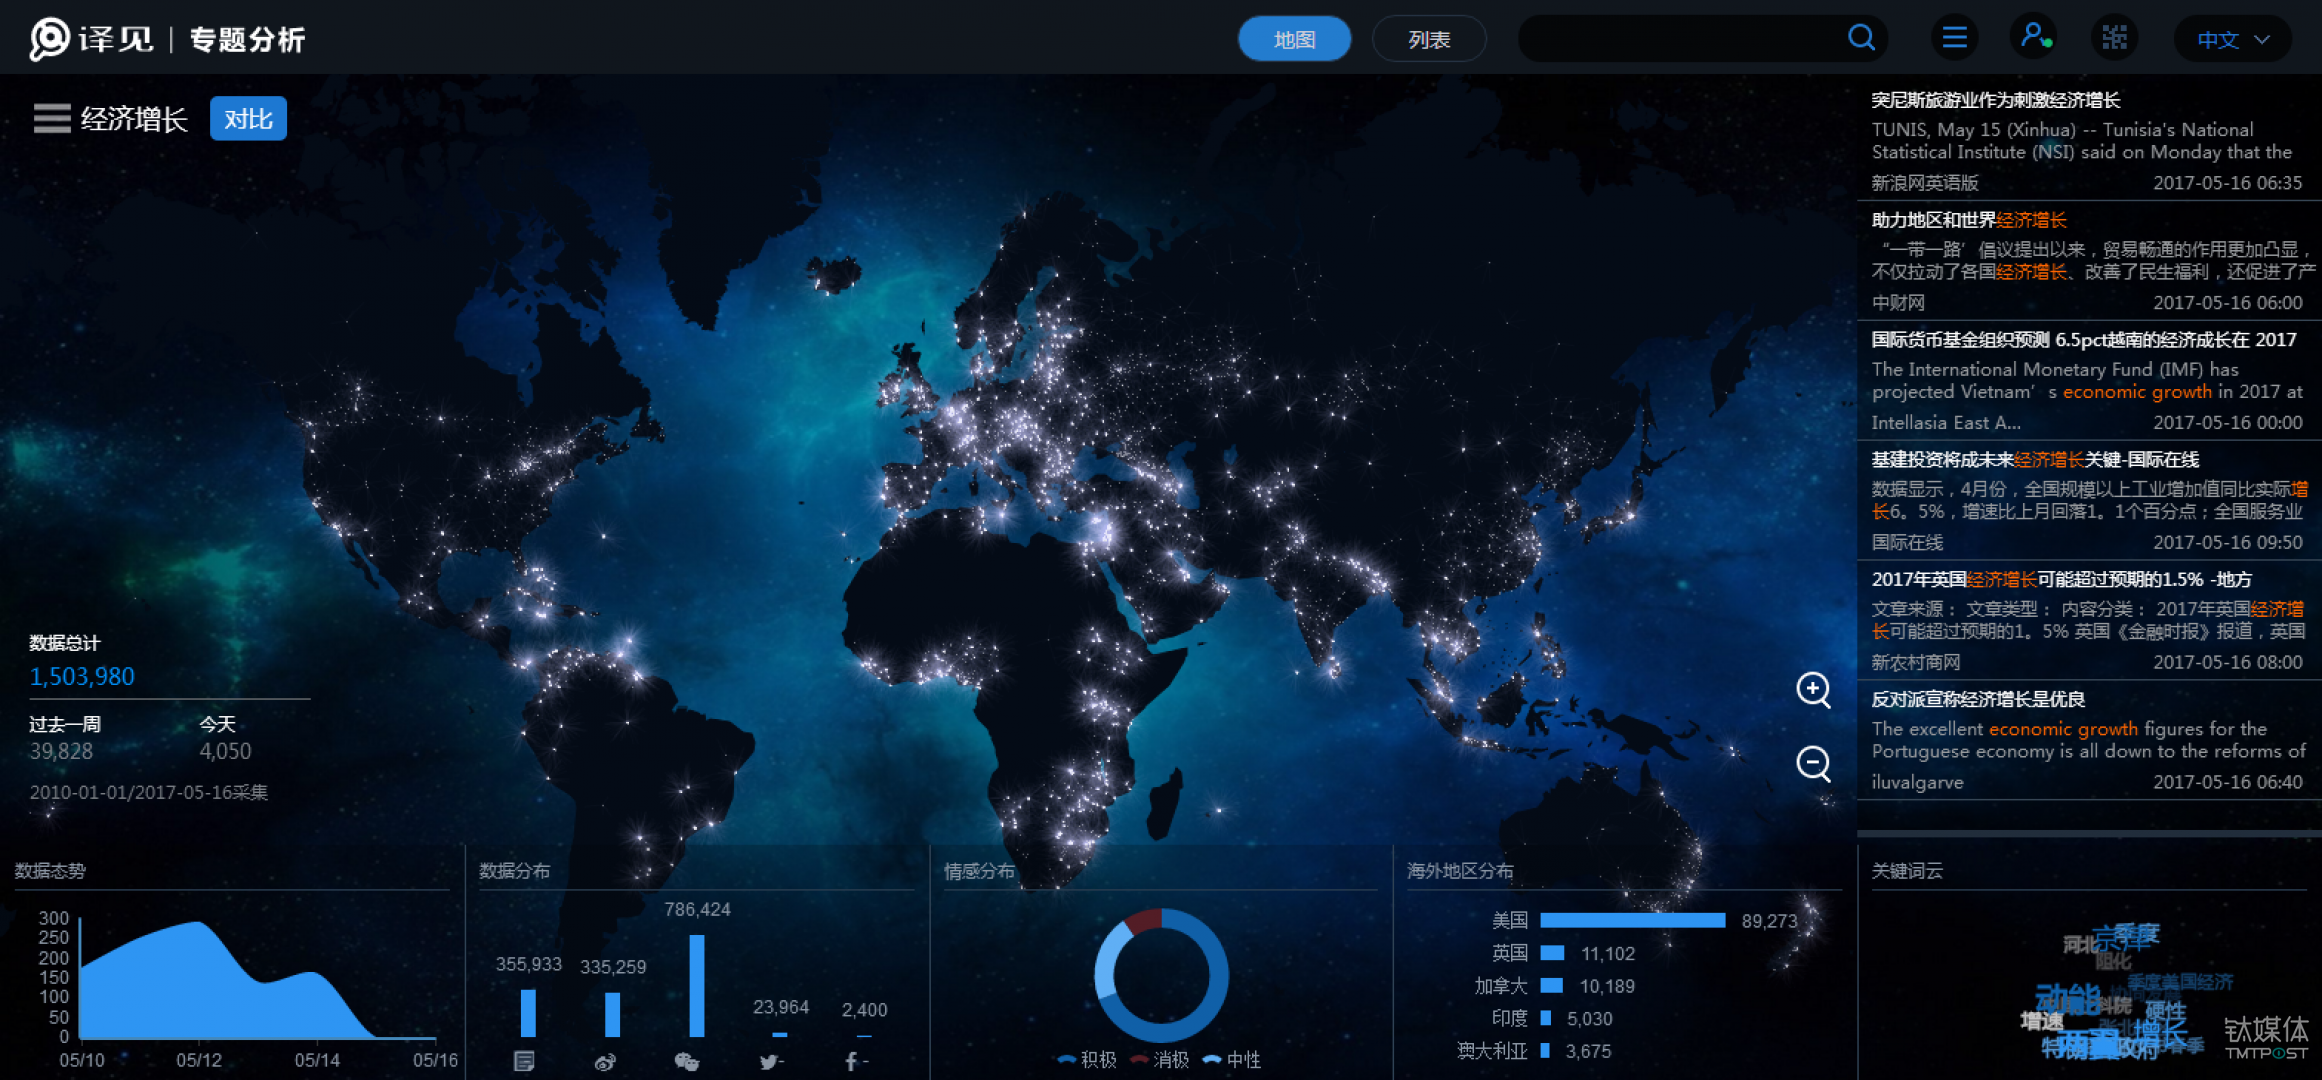 译见 | 专题分析
地图
列表
中文
经济增长
对比
数据总计
1,503,980
过去一周
今天
39,828
4,050
2010-01-01/2017-05-16采集
突尼斯旅游业作为刺激经济增长
TUNIS, May 15 (Xinhua) -- Tunisia's National
Statistical Institute (NSI) said on Monday that the
新浪网英语版
2017-05-16 06:35
助力地区和世界经济增长
“一带一路’倡议提出以来，贸易畅通的作用更加凸显，
不仅拉动了各国经济增长、改善了民生福利，还促进了产
中财网
2017-05-16 06:00
国际货币基金组织预测 6.5pct越南的经济成长在 2017
The International Monetary Fund (IMF) has
projected Vietnam’s economic growth in 2017 at
Intellasia East A...
2017-05-16 00:00
基建投资将成未来经济增长关键-国际在线
数据显示，4月份，全国规模以上工业增加值同比实际增
长6。5%，增速比上月回落1。1个百分点；全国服务业
国际在线
2017-05-16 09:50
2017年英国经济增长可能超过预期的1.5% -地方
文章来源： 文章类型： 内容分类： 2017年英国经济增
长可能超过预期的1。5% 英国《金融时报》报道，英国
新农村商网
2017-05-16 08:00
反对派宣称经济增长是优良
The excellent economic growth figures for the
Portuguese economy is all down to the reforms of
iluvalgarve
2017-05-16 06:40
数据态势
300
250
200
150
100
50
0
05/10
05/12
05/14
05/16
数据分布
355,933
335,259
786,424
23,964
2,400
情感分布
积极
消极
中性
海外地区分布
美国 89,273
英国 11,102
加拿大 10,189
印度 5,030
澳大利亚 3,675
关键词云
季度
河北
阻化
季度美国经济
动能
科院
硬性
增速
增长
两翼
政府
春季
钛媒体
TMTPOST